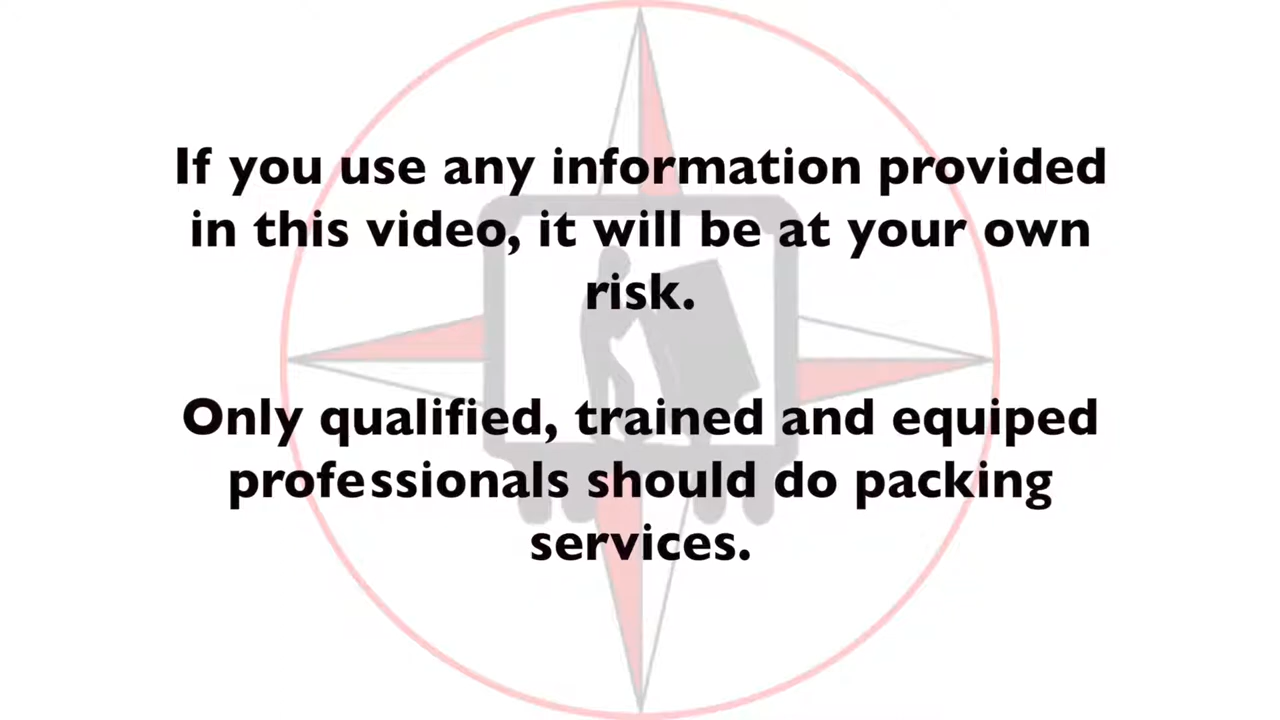 If you use any information provided
in this video, it will be at your own
risk.
Only qualified, trained and equiped
professionals should do packing
services.